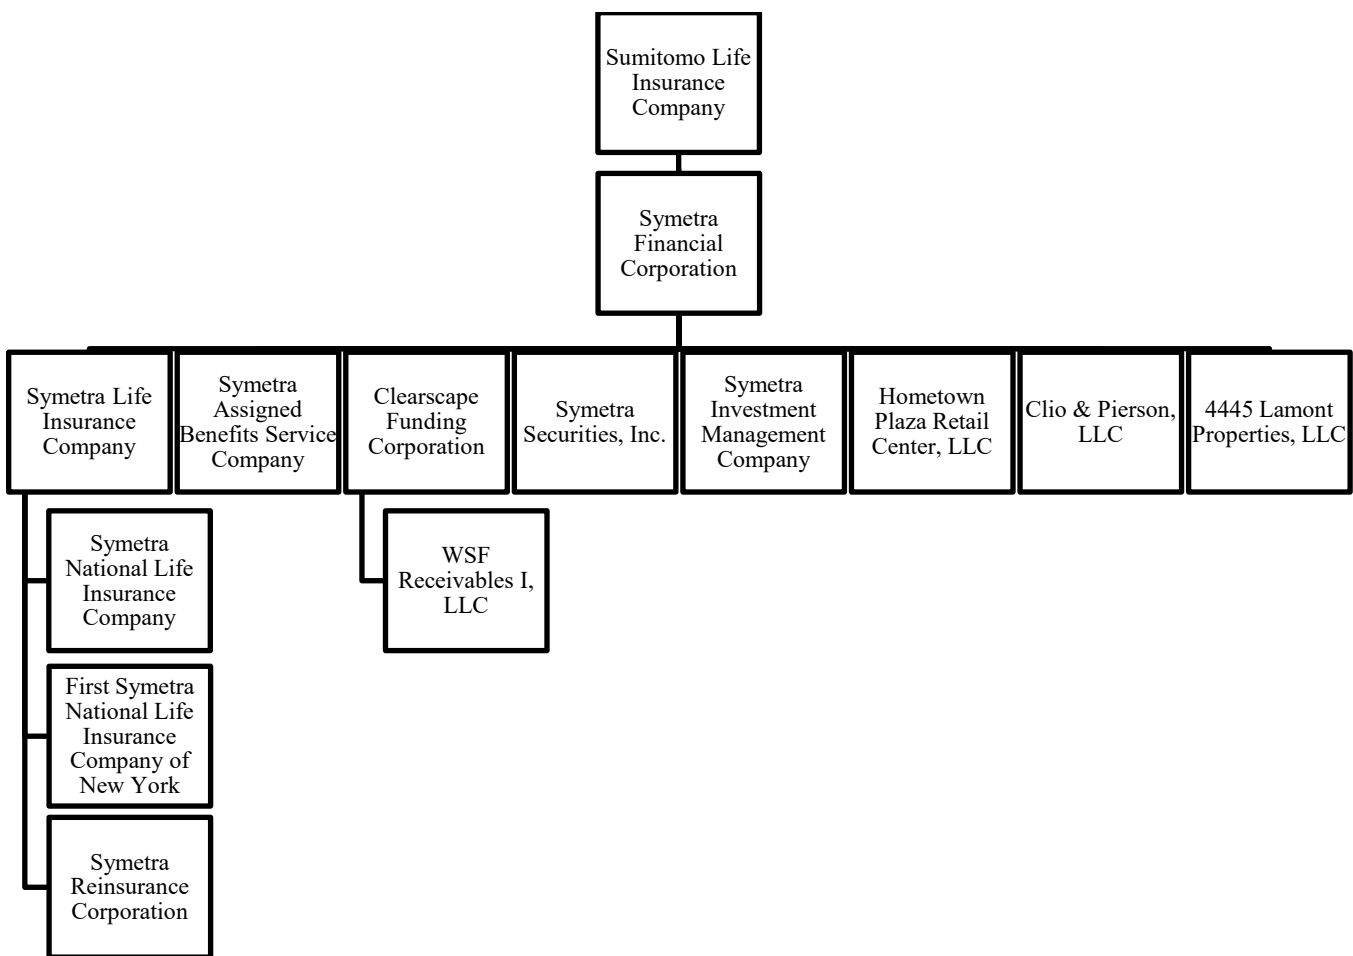 Sumitomo Life
Insurance
Company
Symetra
Financial
Corporation
Symetra Life
Insurance
Company
Symetra
Assigned
Benefits Service
Company
Clearscape
Funding
Corporation
Symetra
Securities, Inc.
Symetra
Investment
Management
Company
Hometown
Plaza Retail
Center, LLC
Clio & Pierson,
LLC
4445 Lamont
Properties, LLC
Symetra
National Life
Insurance
Company
WSF
Receivables I,
LLC
First Symetra
National Life
Insurance
Company of
New York
Symetra
Reinsurance
Corporation